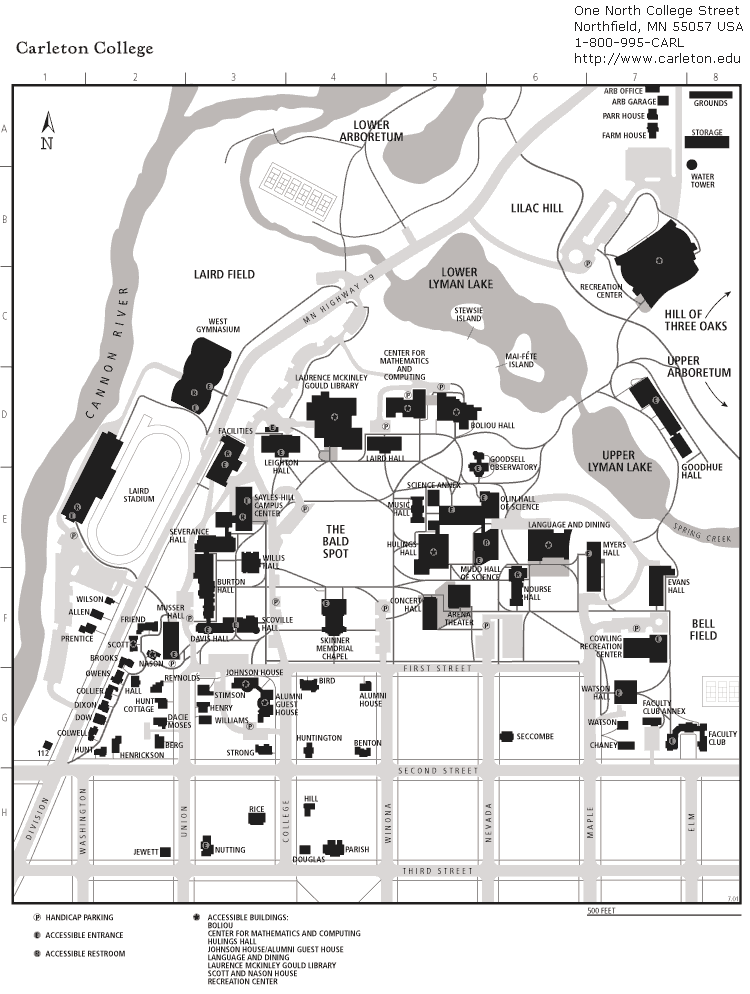 One North College Street
Northfield, MN 55057 USA
1-800-995-CARL
http://www.carleton.edu
Carleton College
1
2
3
4
5
6
7
8
A
B
C
D
E
F
G
H
N
ARB OFFICE
ARB GARAGE
PARR HOUSE
FARM HOUSE
GROUNDS
STORAGE
WATER
TOWER
LOWER
ARBORETUM
LILAC HILL
LAIRD FIELD
MN HIGHWAY 19
LOWER
LYMAN LAKE
STEWSIE
ISLAND
MAI-FÊTE
ISLAND
RECREATION
CENTER
HILL OF
THREE OAKS
UPPER
ARBORETUM
CANNON RIVER
WEST
GYMNASIUM
LAURENCE MCKINLEY
GOULD LIBRARY
CENTER FOR
MATHEMATICS
AND
COMPUTING
BOLIOU HALL
FACILITIES
LEIGHTON
HALL
LAIRD HALL
GOODSELL
OBSERVATORY
UPPER
LYMAN LAKE
GOODHUE
HALL
LAIRD
STADIUM
SAYLES-HILL
CAMPUS
CENTER
SCIENCE ANNEX
MUSIC
HALL
OLIN HALL
OF SCIENCE
LANGUAGE AND DINING
SPRING CREEK
SEVERANCE
HALL
THE
BALD
SPOT
HULINGS
HALL
MUDD HALL
OF SCIENCE
MYERS
HALL
WILLIS
HALL
BURTON
HALL
NOURSE
HALL
EVANS
HALL
WILSON
ALLEN
PRENTICE
MUSSER
HALL
FRIEND
SCOTT
NASON
DAVIS HALL
SCOVILLE
HALL
SKINNER
MEMORIAL
CHAPEL
CONCERT
HALL
ARENA
THEATER
COWLING
RECREATION
CENTER
BELL
FIELD
BROOKS
OWENS
COLLIER
DIXON
DOW
COLWELL
HUNT
112
HALL
HUNT
COTTAGE
REYNOLDS
DACIE
MOSES
BERG
HENRICKSON
FIRST STREET
JOHNSON HOUSE
STIMSON
HENRY
WILLIAMS
ALUMNI
GUEST
HOUSE
STRONG
BIRD
ALUMNI
HOUSE
HUNTINGTON
BENTON
SECCOMBE
WATSON
HALL
FACULTY
CLUB ANNEX
WATSON
CHANEY
FACULTY
CLUB
SECOND STREET
DIVISION
WASHINGTON
UNION
COLLEGE
WINONA
NEVADA
MAPLE
ELM
RICE
HILL
JEWETT
NUTTING
DOUGLAS
PARISH
THIRD STREET
7.01
500 FEET
P HANDICAP PARKING
E ACCESSIBLE ENTRANCE
R ACCESSIBLE RESTROOM
ACCESSIBLE BUILDINGS:
BOLIOU
CENTER FOR MATHEMATICS AND COMPUTING
HULINGS HALL
JOHNSON HOUSE/ALUMNI GUEST HOUSE
LANGUAGE AND DINING
LAURENCE MCKINLEY GOULD LIBRARY
SCOTT AND NASON HOUSE
RECREATION CENTER